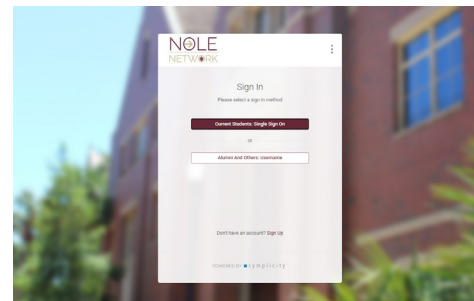 NOLE
NETWORK
Sign In
Please select a sign in method
Current Students: Single Sign On
or
Alumni And Others: Username
Don't have an account? Sign Up
POWERED BY symplicity